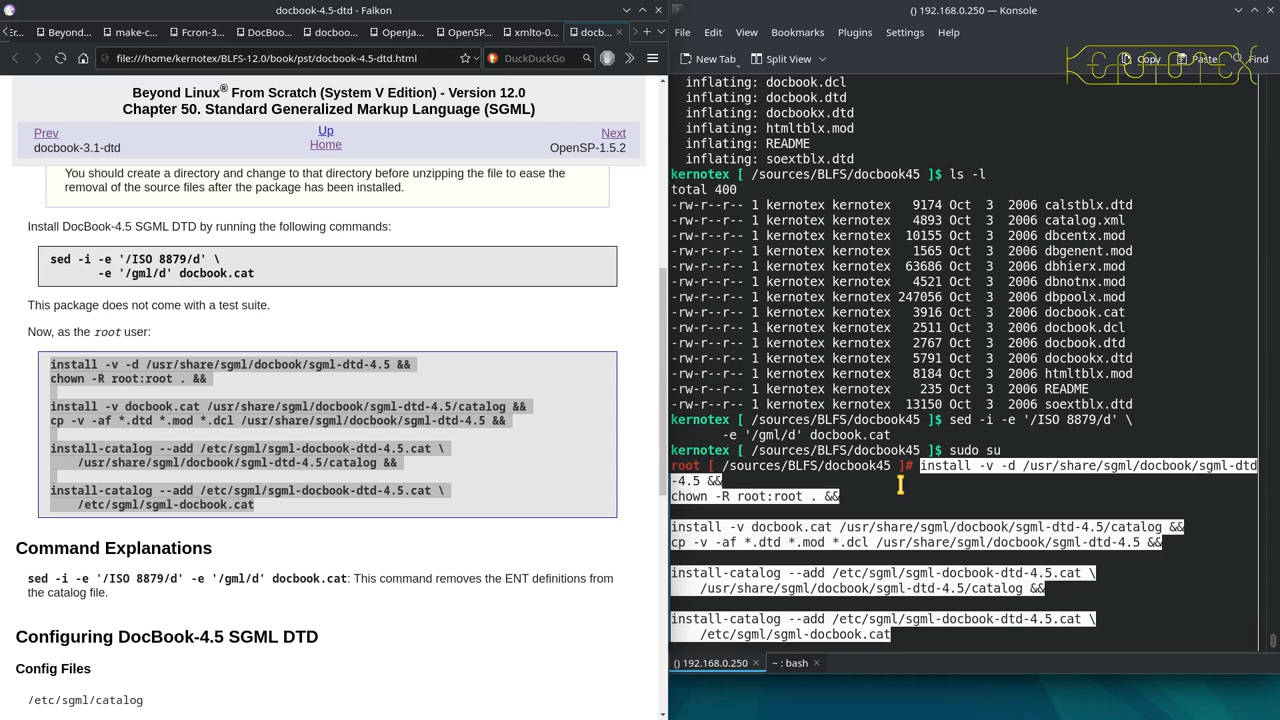 docbook-4.5-dtd - Falkon
Beyond...
make-c...
Fcron-3...
DocBoo...
docboo...
OpenJa...
OpenSP...
xmlto-0...
docb...
file:///home/kernotex/BLFS-12.0/book/pst/docbook-4.5-dtd.html
DuckDuckGo
Beyond Linux® From Scratch (System V Edition) - Version 12.0
Chapter 50. Standard Generalized Markup Language (SGML)
Prev
Up
Next
docbook-3.1-dtd
Home
OpenSP-1.5.2
You should create a directory and change to that directory before unzipping the file to ease the
removal of the source files after the package has been installed.
Install DocBook-4.5 SGML DTD by running the following commands:
sed -i -e '/ISO 8879/d' \
-e '/gml/d' docbook.cat
This package does not come with a test suite.
Now, as the root user:
install -v -d /usr/share/sgml/docbook/sgml-dtd-4.5 &&
chown -R root:root . &&
install -v docbook.cat /usr/share/sgml/docbook/sgml-dtd-4.5/catalog &&
cp -v -af *.dtd *.mod *.dcl /usr/share/sgml/docbook/sgml-dtd-4.5 &&
install-catalog --add /etc/sgml/sgml-docbook-dtd-4.5.cat \
/usr/share/sgml/docbook/sgml-dtd-4.5/catalog &&
install-catalog --add /etc/sgml/sgml-docbook-dtd-4.5.cat \
/etc/sgml/sgml-docbook.cat
Command Explanations
sed -i -e '/ISO 8879/d' -e '/gml/d' docbook.cat: This command removes the ENT definitions from
the catalog file.
Configuring DocBook-4.5 SGML DTD
Config Files
/etc/sgml/catalog
() 192.168.0.250 — Konsole
File Edit View Bookmarks Plugins Settings Help
New Tab
Split View
Copy
Paste
Find
kernotex
inflating: docbook.dcl
inflating: docbook.dtd
inflating: docbookx.dtd
inflating: htmltblx.mod
inflating: README
inflating: soextblx.dtd
kernotex [ /sources/BLFS/docbook45 ]$ ls -l
total 400
-rw-r--r-- 1 kernotex kernotex 9174 Oct 3 2006 calstblx.dtd
-rw-r--r-- 1 kernotex kernotex 4893 Oct 3 2006 catalog.xml
-rw-r--r-- 1 kernotex kernotex 10155 Oct 3 2006 dbcentx.mod
-rw-r--r-- 1 kernotex kernotex 1565 Oct 3 2006 dbgenent.mod
-rw-r--r-- 1 kernotex kernotex 63686 Oct 3 2006 dbhierx.mod
-rw-r--r-- 1 kernotex kernotex 4521 Oct 3 2006 dbnotnx.mod
-rw-r--r-- 1 kernotex kernotex 247056 Oct 3 2006 dbpoolx.mod
-rw-r--r-- 1 kernotex kernotex 3916 Oct 3 2006 docbook.cat
-rw-r--r-- 1 kernotex kernotex 2511 Oct 3 2006 docbook.dcl
-rw-r--r-- 1 kernotex kernotex 2767 Oct 3 2006 docbook.dtd
-rw-r--r-- 1 kernotex kernotex 5791 Oct 3 2006 docbookx.dtd
-rw-r--r-- 1 kernotex kernotex 8184 Oct 3 2006 htmltblx.mod
-rw-r--r-- 1 kernotex kernotex 235 Oct 3 2006 README
-rw-r--r-- 1 kernotex kernotex 13150 Oct 3 2006 soextblx.dtd
kernotex [ /sources/BLFS/docbook45 ]$ sed -i -e '/ISO 8879/d' \
-e '/gml/d' docbook.cat
kernotex [ /sources/BLFS/docbook45 ]$ sudo su
root [ /sources/BLFS/docbook45 ]# install -v -d /usr/share/sgml/docbook/sgml-dtd
-4.5 &&
chown -R root:root . &&
install -v docbook.cat /usr/share/sgml/docbook/sgml-dtd-4.5/catalog &&
cp -v -af *.dtd *.mod *.dcl /usr/share/sgml/docbook/sgml-dtd-4.5 &&
install-catalog --add /etc/sgml/sgml-docbook-dtd-4.5.cat \
/usr/share/sgml/docbook/sgml-dtd-4.5/catalog &&
install-catalog --add /etc/sgml/sgml-docbook-dtd-4.5.cat \
/etc/sgml/sgml-docbook.cat
() 192.168.0.250
~ : bash